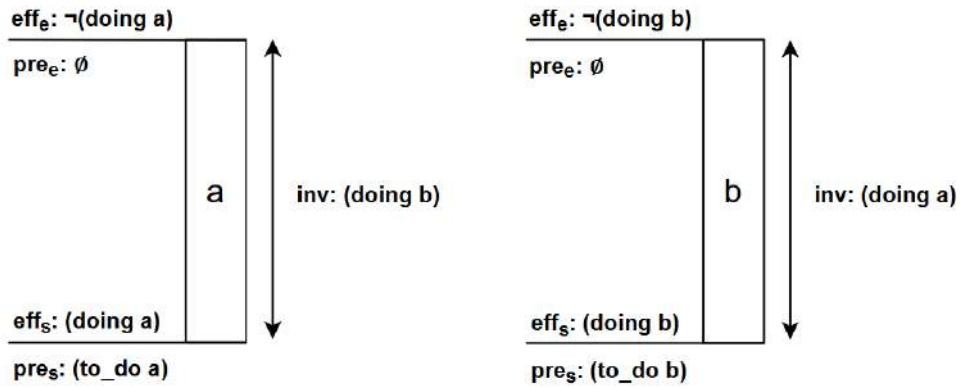 effₑ: ¬(doing a)
preₑ: ∅
a
inv: (doing b)
effₛ: (doing a)
preₛ: (to_do a)
effₑ: ¬(doing b)
preₑ: ∅
b
inv: (doing a)
effₛ: (doing b)
preₛ: (to_do b)